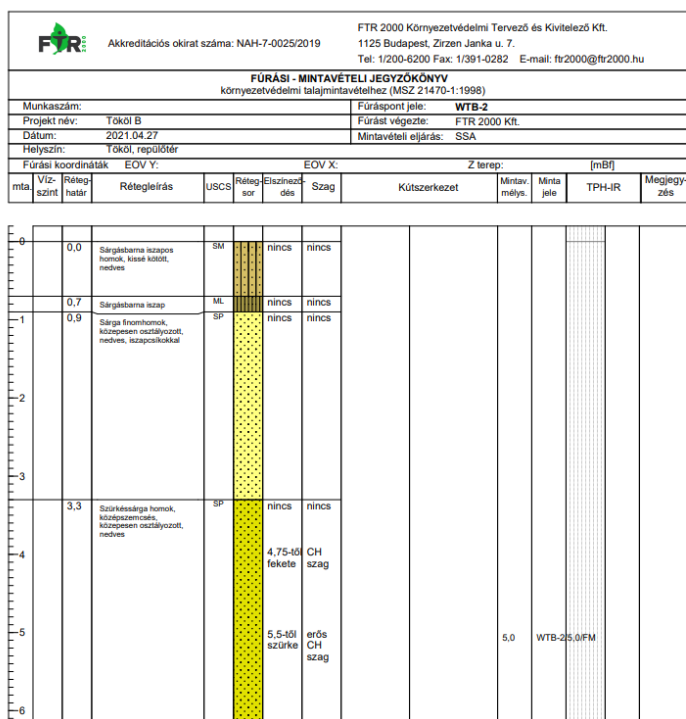 FTR 2000
Akkreditációs okirat száma: NAH-7-0025/2019
FTR 2000 Környezetvédelmi Tervező és Kivitelező Kft.
1125 Budapest, Zirzen Janka u. 7.
Tel: 1/200-6200 Fax: 1/391-0282 E-mail: ftr2000@ftr2000.hu
FÚRÁSI - MINTAVÉTELI JEGYZŐKÖNYV
környezetvédelmi talajmintavételhez (MSZ 21470-1:1998)
Munkaszám: Fúráspont jele: WTB-2
Projekt név: Tököl B Fúrást végezte: FTR 2000 Kft.
Dátum: 2021.04.27 Mintavételi eljárás: SSA
Helyszín: Tököl, repülőtér
Fúrási koordináták EOV Y: EOV X: Z terep: [mBf]
mta. Víz-szint Réteg-határ Rétegleírás USCS Réteg-sor Elszínező-dés Szag Kútszerkezet Mintav. mélys. Minta jele TPH-IR Megjegy-zés
0
0,0 Sárgásbarna iszapos SM nincs nincs
homok, kissé kötött,
nedves
0,7 Sárgásbarna iszap ML nincs nincs
0,9 Sárga finomhomok, SP nincs nincs
1
közepesen osztályozott,
nedves, iszapcsíkokkal
2
3
3,3 Szürkéssárga homok, SP nincs nincs
középszemcsés,
közepesen osztályozott,
nedves
4 4,75-től CH
fekete szag
5 5,5-től erős 5,0 WTB-2/5,0/FM
szürke CH
szag
6